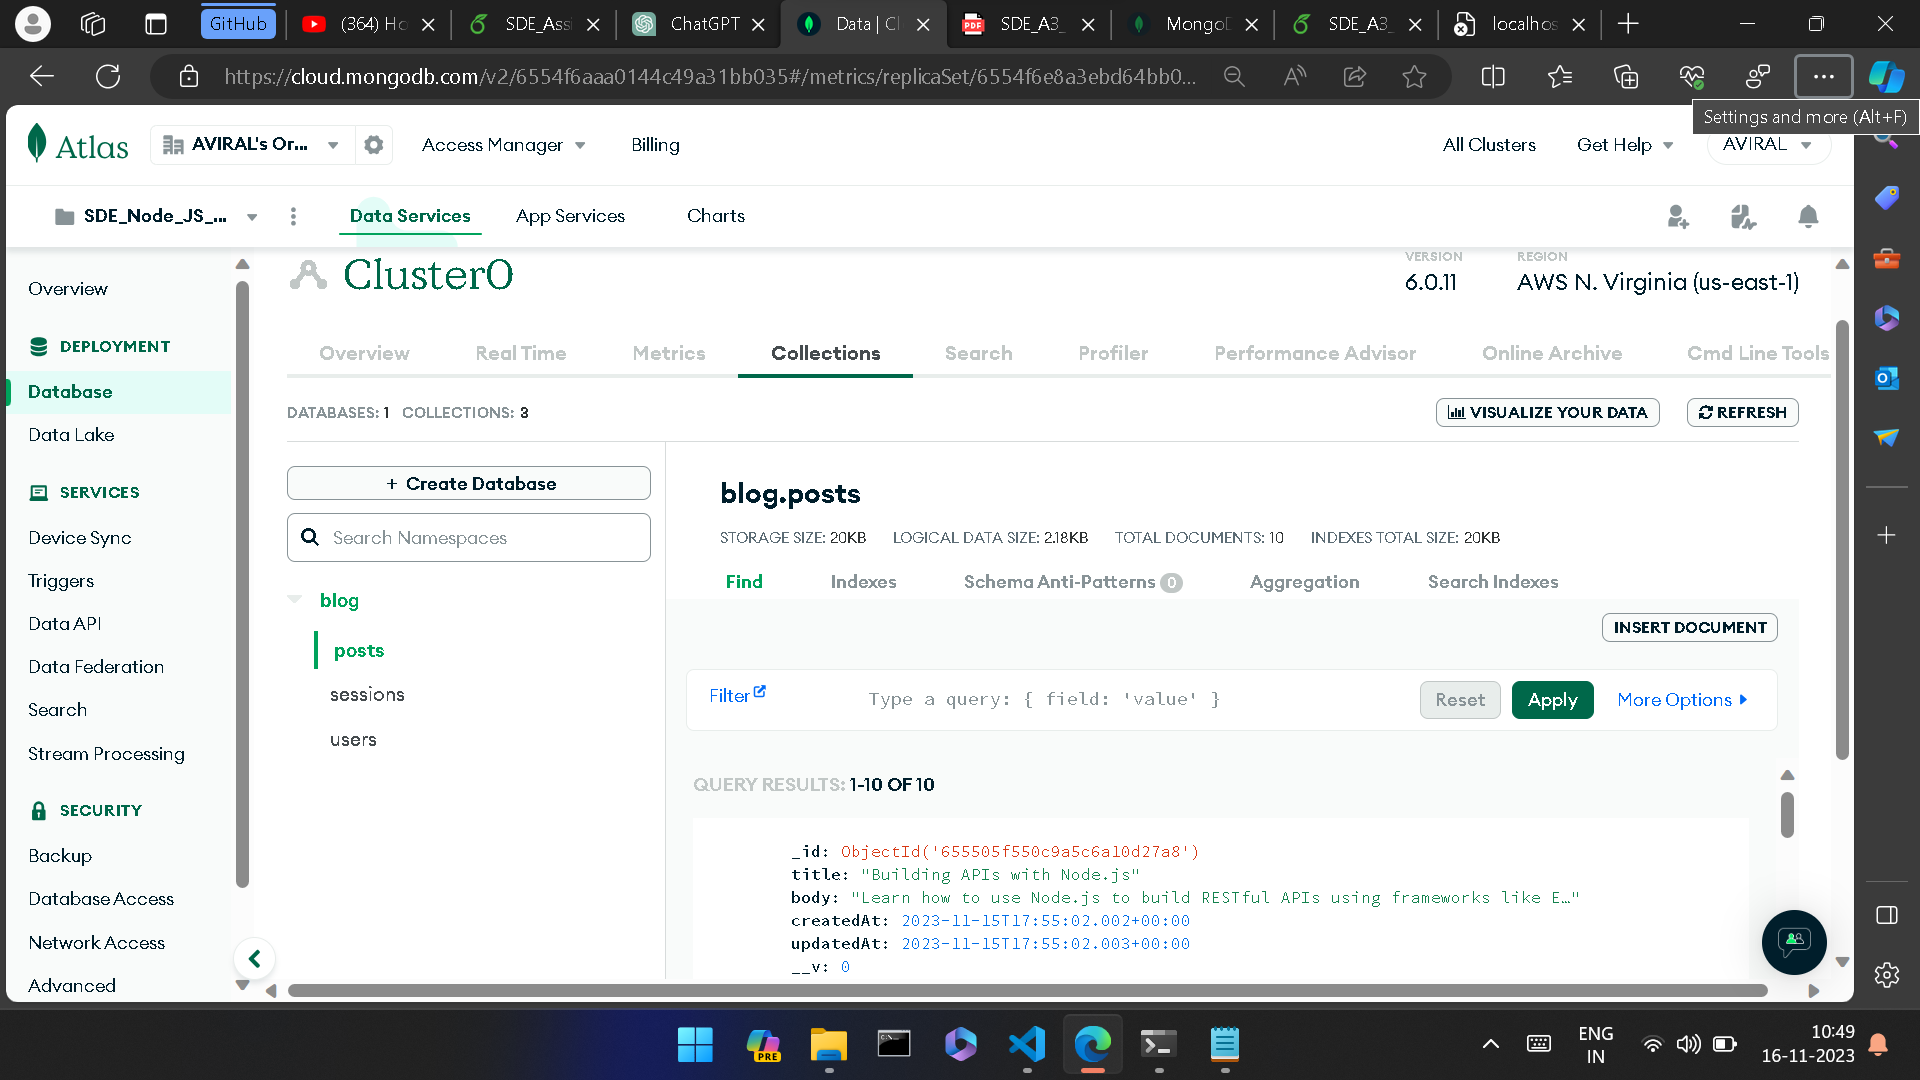 GitHub
(364) Ho
SDE_Assi
ChatGPT
Data | Cl
SDE_A3_
MongoD
SDE_A3_
localhos
https://cloud.mongodb.com/v2/6554f6aaa0144c49a31bb035#/metrics/replicaSet/6554f6e8a3ebd64bb0...
Settings and more (Alt+F)
Atlas
AVIRAL's Or...
Access Manager
Billing
All Clusters
Get Help
AVIRAL
SDE_Node_JS_...
Data Services
App Services
Charts
Overview
DEPLOYMENT
Database
Data Lake
SERVICES
Device Sync
Triggers
Data API
Data Federation
Search
Stream Processing
SECURITY
Backup
Database Access
Network Access
Advanced
Cluster0
VERSION
6.0.11
REGION
AWS N. Virginia (us-east-1)
Overview
Real Time
Metrics
Collections
Search
Profiler
Performance Advisor
Online Archive
Cmd Line Tools
DATABASES: 1 COLLECTIONS: 3
VISUALIZE YOUR DATA
REFRESH
+ Create Database
Search Namespaces
blog
posts
sessions
users
blog.posts
STORAGE SIZE: 20KB LOGICAL DATA SIZE: 2.18KB TOTAL DOCUMENTS: 10 INDEXES TOTAL SIZE: 20KB
Find
Indexes
Schema Anti-Patterns 0
Aggregation
Search Indexes
INSERT DOCUMENT
Filter
Type a query: { field: 'value' }
Reset
Apply
More Options
QUERY RESULTS: 1-10 OF 10
_id: ObjectId('655505f550c9a5c6a10d27a8')
title: "Building APIs with Node.js"
body: "Learn how to use Node.js to build RESTful APIs using frameworks like E…"
createdAt: 2023-11-15T17:55:02.002+00:00
updatedAt: 2023-11-15T17:55:02.003+00:00
__v: 0
PRE
ENG
IN
10:49
16-11-2023